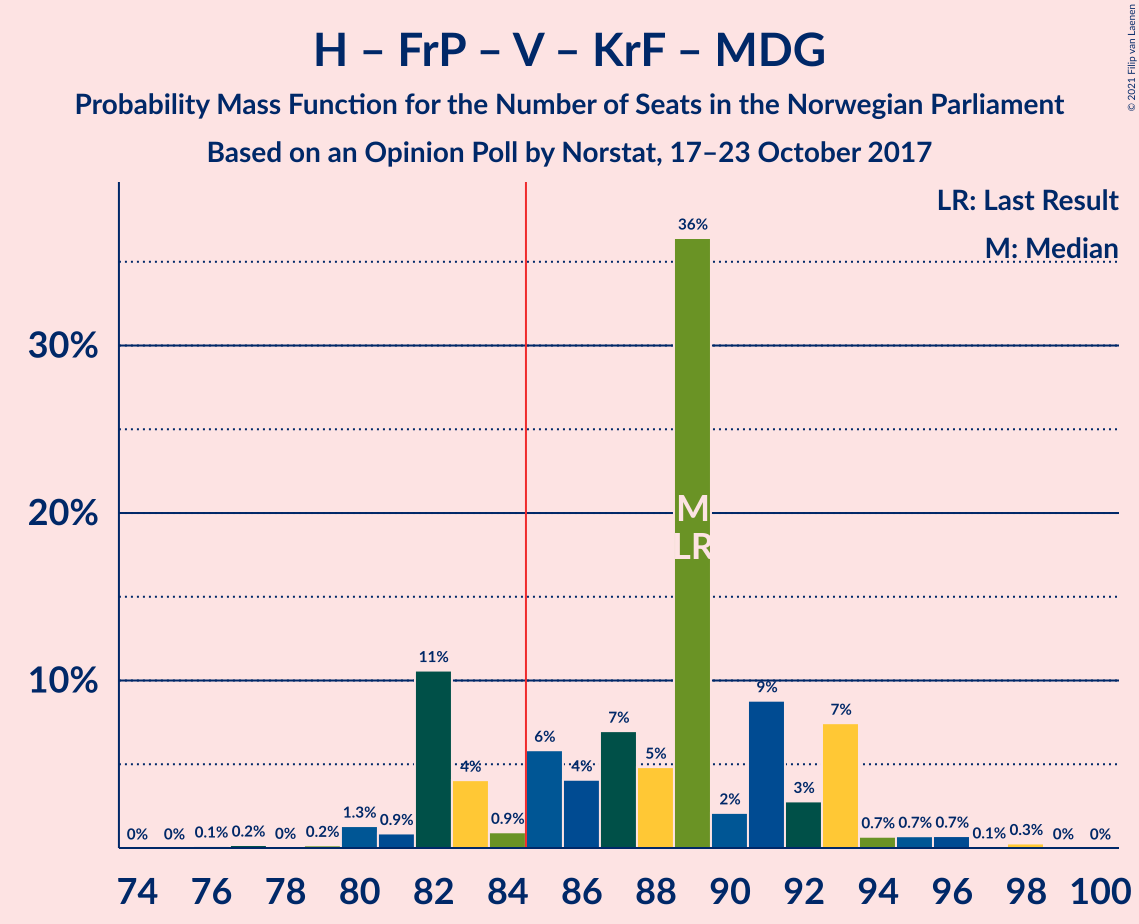 H – FrP – V – KrF – MDG
Probability Mass Function for the Number of Seats in the Norwegian Parliament
Based on an Opinion Poll by Norstat, 17–23 October 2017
© 2021 Filip van Laenen
LR: Last Result
M: Median
30%
20%
10%
0% 0% 0.1% 0.2% 0% 0.2% 1.3% 0.9% 11% 4% 0.9% 6% 4% 7% 5% 36% 2% 9% 3% 7% 0.7% 0.7% 0.7% 0.1% 0.3% 0% 0%
M
LR
74 76 78 80 82 84 86 88 90 92 94 96 98 100